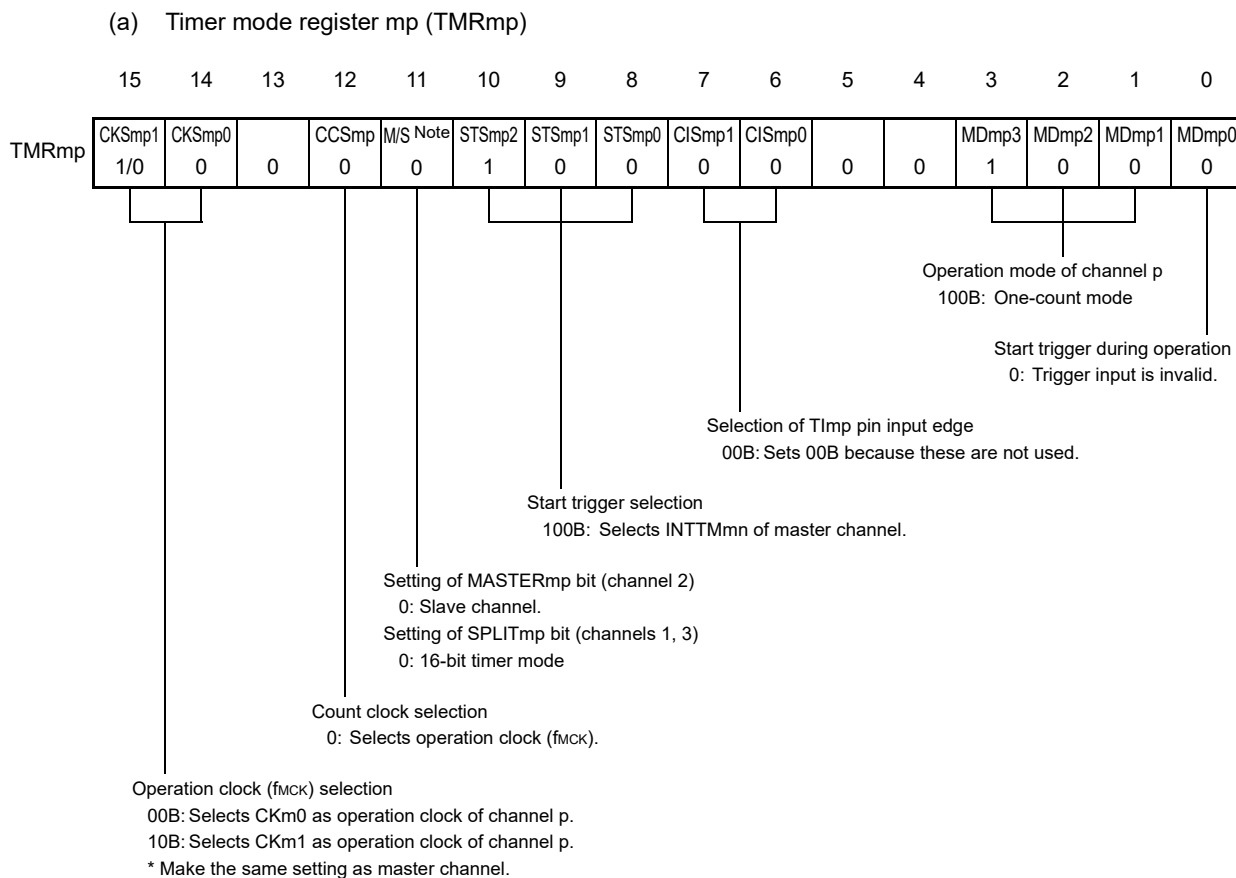 (a) Timer mode register mp (TMRmp)
15 14 13 12 11 10 9 8 7 6 5 4 3 2 1 0
TMRmp
CKSmp1 CKSmp0 CCSmp M/S Note STSmp2 STSmp1 STSmp0 CISmp1 CISmp0 MDmp3 MDmp2 MDmp1 MDmp0
1/0 0 0 0 0 1 0 0 0 0 0 0 1 0 0 0
Operation mode of channel p
100B: One-count mode
Start trigger during operation
0: Trigger input is invalid.
Selection of TImp pin input edge
00B: Sets 00B because these are not used.
Start trigger selection
100B: Selects INTTMmn of master channel.
Setting of MASTERmp bit (channel 2)
0: Slave channel.
Setting of SPLITmp bit (channels 1, 3)
0: 16-bit timer mode
Count clock selection
0: Selects operation clock (fMCK).
Operation clock (fMCK) selection
00B: Selects CKm0 as operation clock of channel p.
10B: Selects CKm1 as operation clock of channel p.
* Make the same setting as master channel.